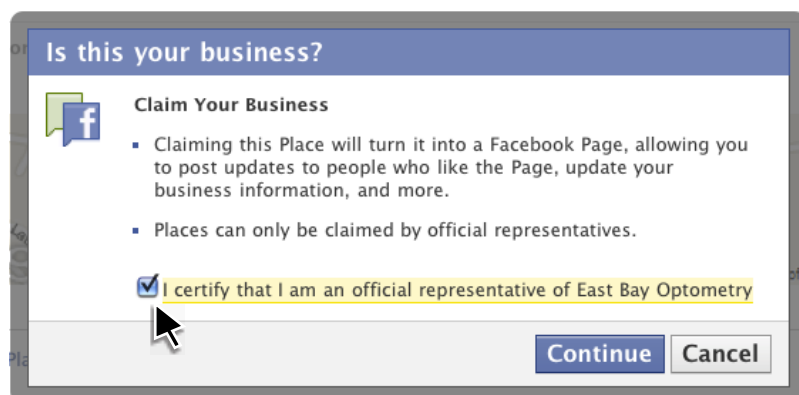 Is this your business?
f
Claim Your Business
Claiming this Place will turn it into a Facebook Page, allowing you
to post updates to people who like the Page, update your
business information, and more.
Places can only be claimed by official representatives.
I certify that I am an official representative of East Bay Optometry
Continue Cancel